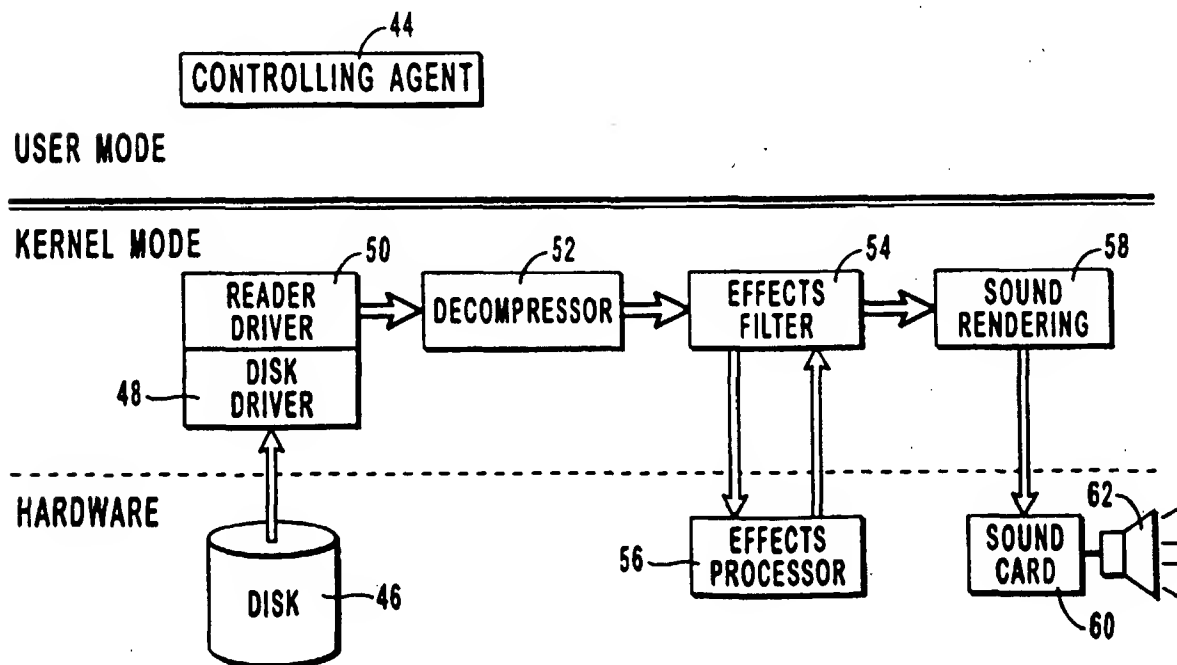 44
CONTROLLING AGENT
USER MODE
KERNEL MODE
50
52
54
58
READER
DRIVER
DECOMPRESSOR
EFFECTS
FILTER
SOUND
RENDERING
48
DISK
DRIVER
HARDWARE
DISK
46
56
EFFECTS
PROCESSOR
SOUND
CARD
62
60